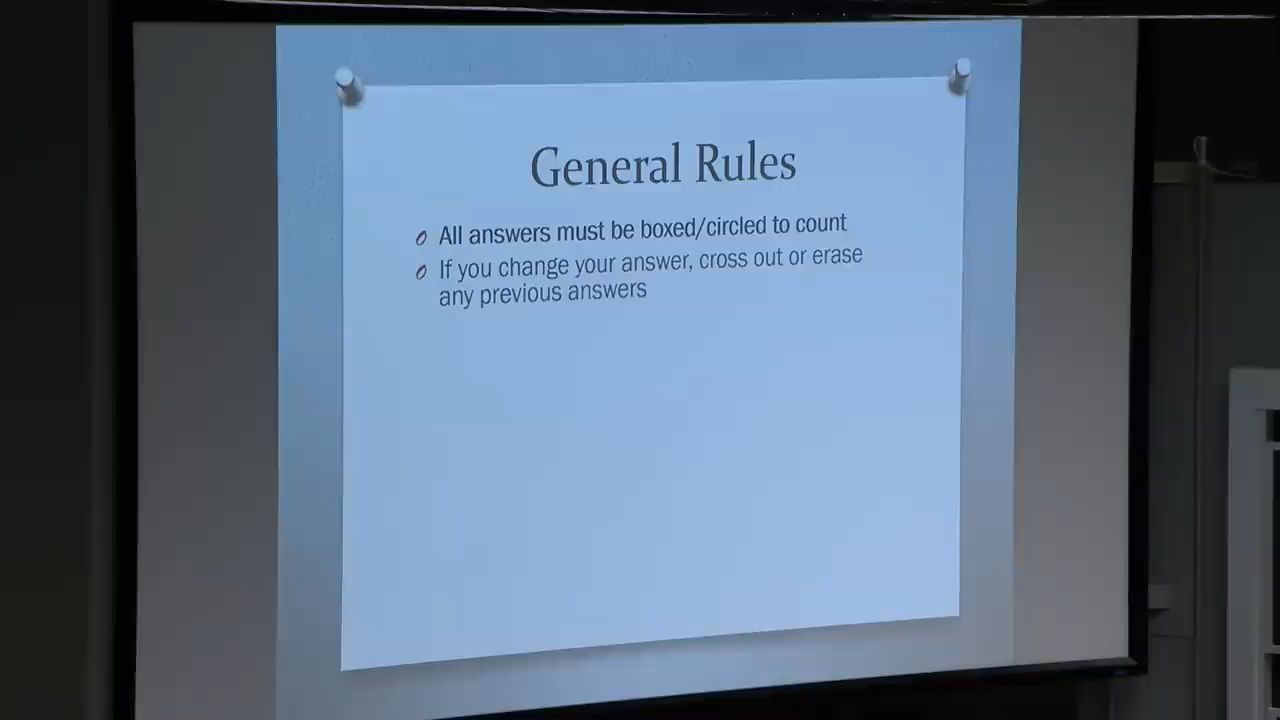 General Rules
All answers must be boxed/circled to count
If you change your answer, cross out or erase
any previous answers